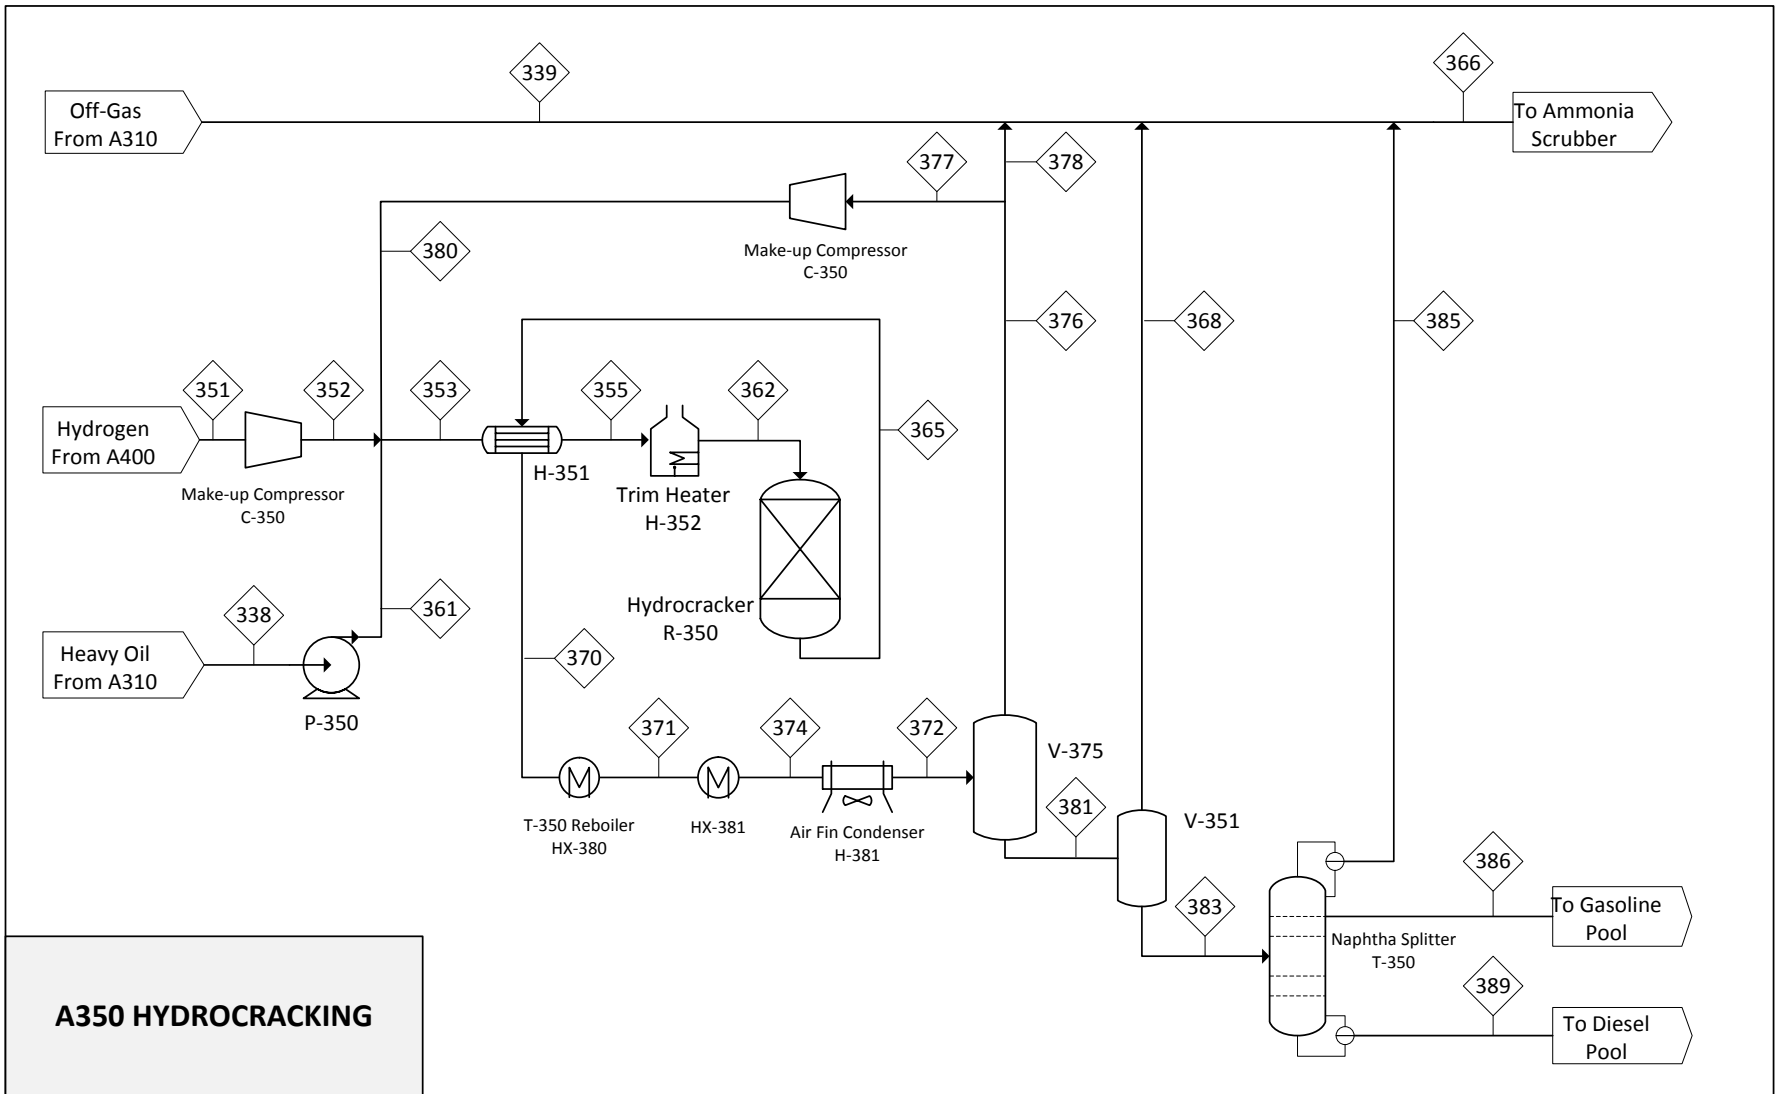 339
366
Off-Gas
From A310
To Ammonia
Scrubber
377
378
Make-up Compressor
C-350
380
376
368
385
351
352
353
355
362
365
Hydrogen
From A400
H-351
Make-up Compressor
C-350
Trim Heater
H-352
338
361
Hydrocracker
R-350
Heavy Oil
From A310
370
P-350
371
374
372
V-375
T-350 Reboiler
HX-380
HX-381
Air Fin Condenser
H-381
381
V-351
386
383
To Gasoline
Pool
Naphtha Splitter
T-350
389
A350 HYDROCRACKING
To Diesel
Pool